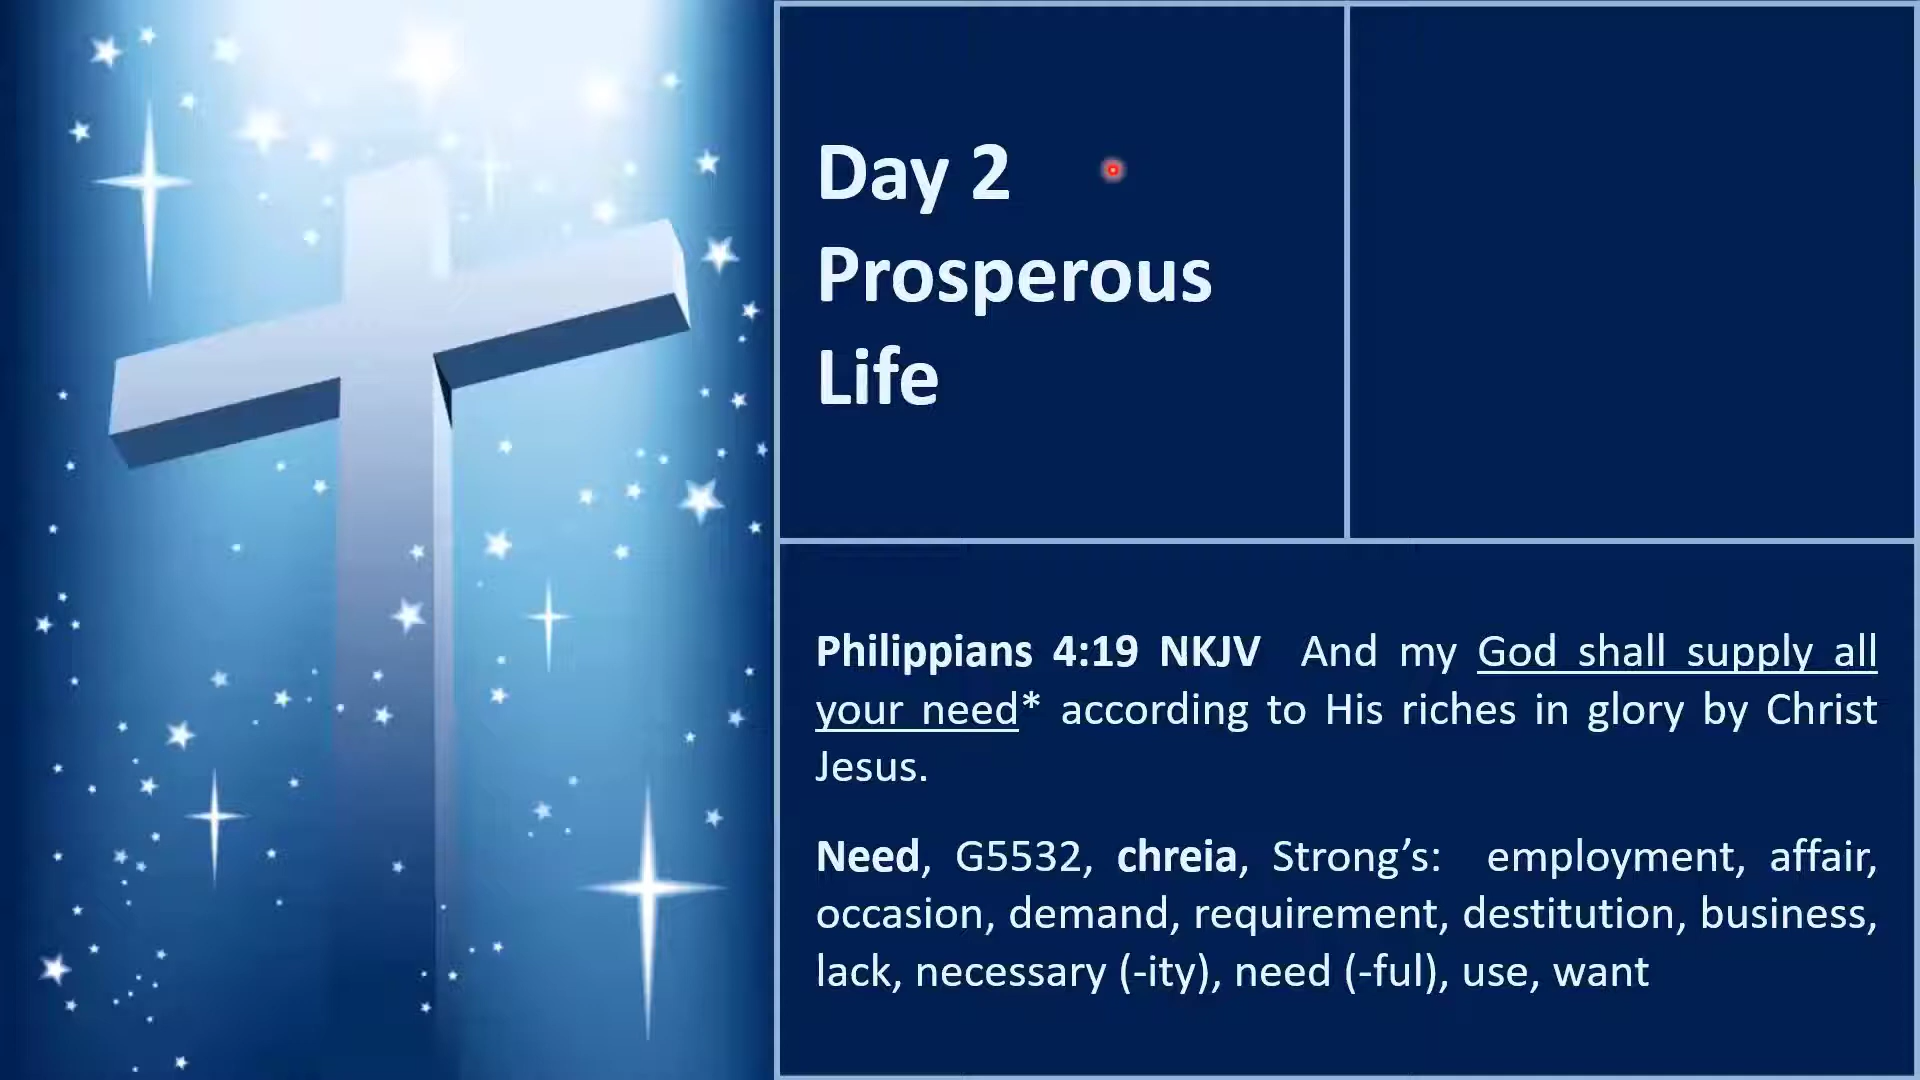 Day 2
Prosperous
Life
Philippians 4:19 NKJV And my God shall supply all
your need* according to His riches in glory by Christ
Jesus.
Need, G5532, chreia, Strong’s: employment, affair,
occasion, demand, requirement, destitution, business,
lack, necessary (-ity), need (-ful), use, want